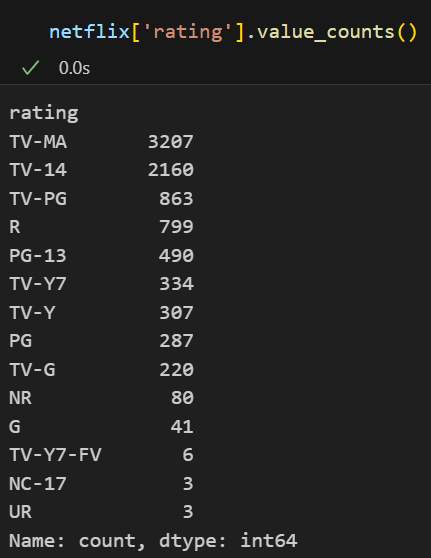 netflix['rating'].value_counts()
0.0s
rating
TV-MA 3207
TV-14 2160
TV-PG 863
R 799
PG-13 490
TV-Y7 334
TV-Y 307
PG 287
TV-G 220
NR 80
G 41
TV-Y7-FV 6
NC-17 3
UR 3
Name: count, dtype: int64